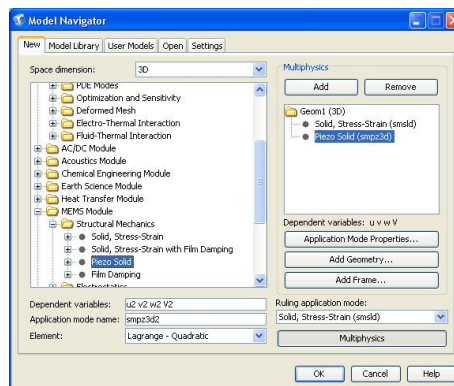 Model Navigator
New Model Library User Models Open Settings
Space dimension: 3D
PDE Modes
Optimization and Sensitivity
Deformed Mesh
Electro-Thermal Interaction
Fluid-Thermal Interaction
AC/DC Module
Acoustics Module
Chemical Engineering Module
Earth Science Module
Heat Transfer Module
MEMS Module
Structural Mechanics
Solid, Stress-Strain
Solid, Stress-Strain with Film Damping
Piezo Solid
Film Damping
Electrostatics
Dependent variables: u2 v2 w2 V2
Application mode name: smpz3d2
Element: Lagrange - Quadratic
Multiphysics
Add Remove
Geom1 (3D)
Solid, Stress-Strain (smsld)
Piezo Solid (smpz3d)
Dependent variables: u v w V
Application Mode Properties...
Add Geometry...
Add Frame...
Ruling application mode:
Solid, Stress-Strain (smsld)
Multiphysics
OK Cancel Help